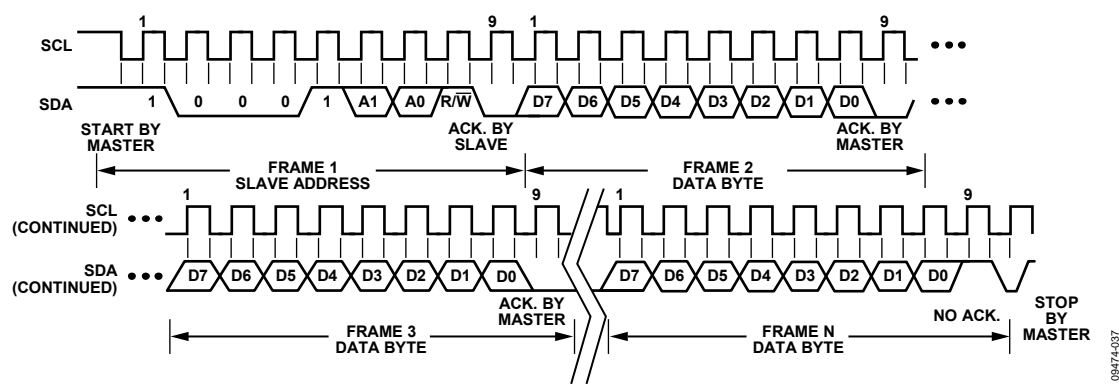 1 9 1 9
SCL
SDA 1 0 0 0 1 A1 A0 R/W̅ D7 D6 D5 D4 D3 D2 D1 D0
START BY
MASTER
ACK. BY
SLAVE
ACK. BY
MASTER
FRAME 1
SLAVE ADDRESS
FRAME 2
DATA BYTE
1 9 1 9
SCL
(CONTINUED)
SDA
(CONTINUED)
D7 D6 D5 D4 D3 D2 D1 D0 D7 D6 D5 D4 D3 D2 D1 D0
ACK. BY
MASTER
NO ACK.
STOP
BY
MASTER
FRAME 3
DATA BYTE
FRAME N
DATA BYTE
09474-037